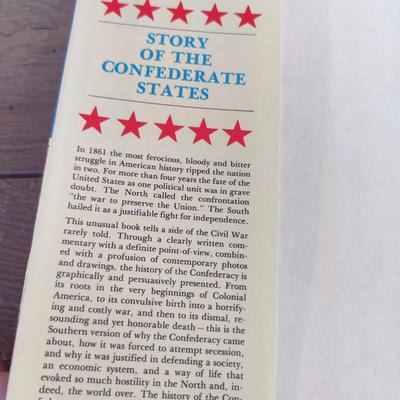 STORY
OF THE
CONFEDERATE
STATES
In 1861 the most ferocious, bloody and bitter
struggle in American history ripped the nation
in two. For more than four years the fate of the
United States as one political unit was in grave
doubt. The North called the confrontation
"the war to preserve the Union." The South
hailed it as a justifiable fight for independence.
This unusual book tells a side of the Civil War
rarely told. Through a clearly written com-
mentary with a definite point-of-view, combin-
ed with a profusion of contemporary photos
and drawings, the history of the Confederacy is
graphically and persuasively presented. From
its roots in the very beginnings of Colonial
America, to its convulsive birth into a horrify-
ing and costly war, and then to its dismal, re-
sounding and yet honorable death—this is the
Southern version of why the Confederacy came
about, how it was forced to attempt secession,
and why it was justified in defending a society,
an economic system, and a way of life that
evoked so much hostility in the North and, in-
deed, the world over. The history of the Con-